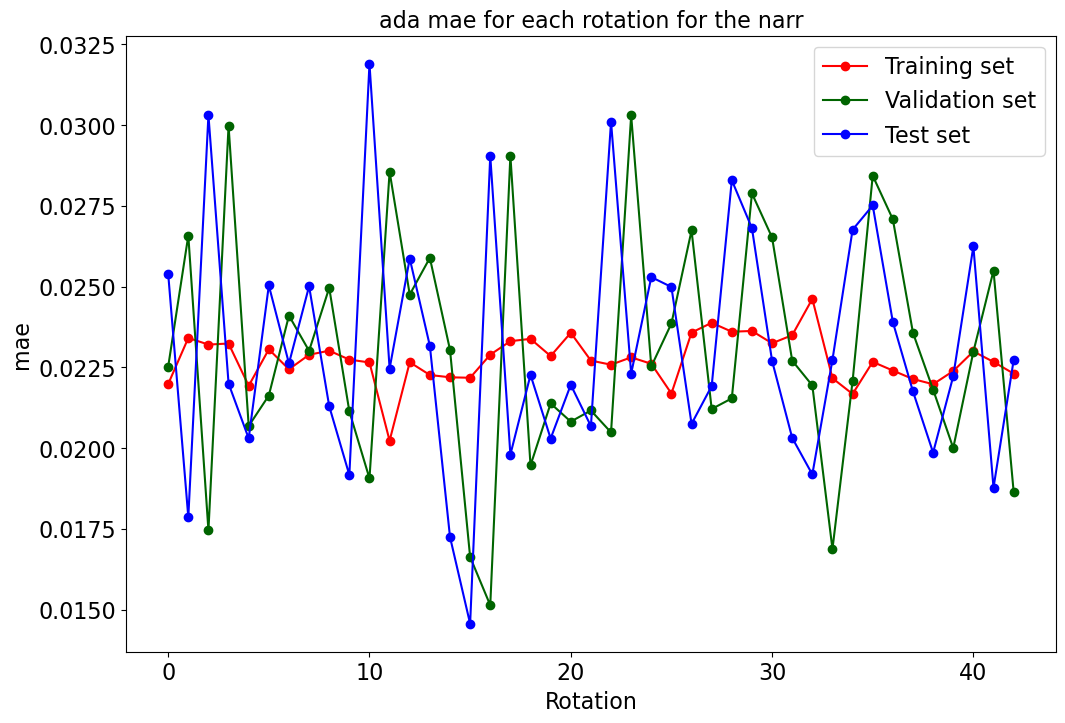 ada mae for each rotation for the narr
0.0325
0.0300
0.0275
0.0250
0.0225
0.0200
0.0175
0.0150
mae
Training set
Validation set
Test set
0 10 20 30 40
Rotation